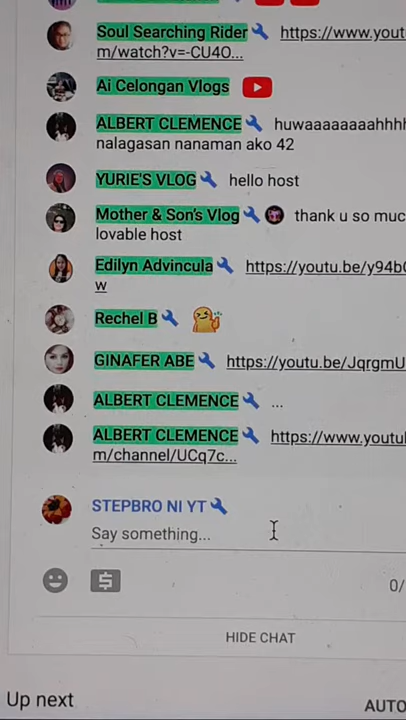 Soul Searching Rider https://www.yout
m/watch?v=-CU4O...
Ai Celongan Vlogs
ALBERT CLEMENCE huwaaaaaaaahhh
nalagasan nanaman ako 42
YURIE'S VLOG hello host
Mother & Son's Vlog thank u so muc
lovable host
Edilyn Advincula https://youtu.be/y94b
w
Rechel B
GINAFER ABE https://youtu.be/JqrgmU
ALBERT CLEMENCE ...
ALBERT CLEMENCE https://www.youtu
m/channel/UCq7c...
STEPBRO NI YT
Say something...
0/
HIDE CHAT
Up next
AUTO